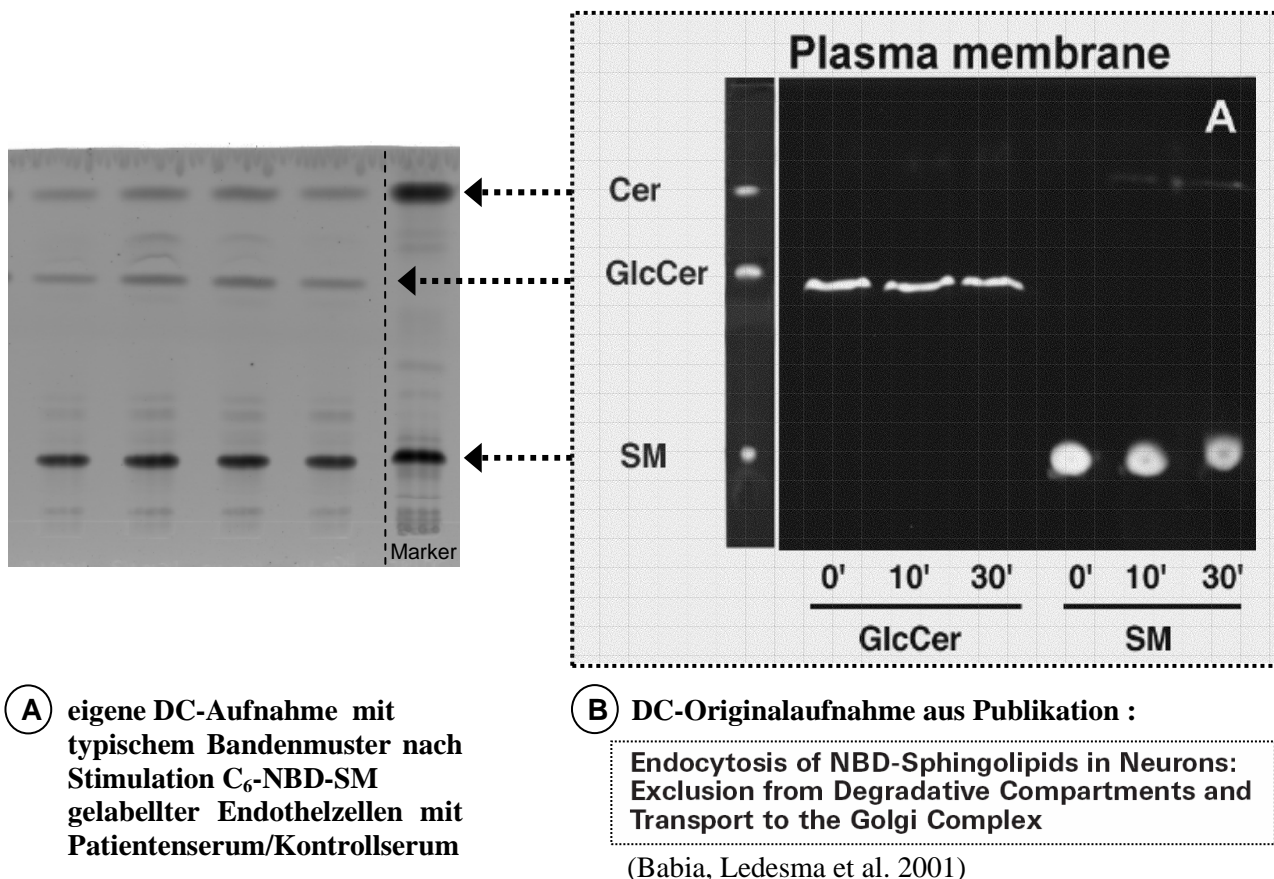 Plasma membrane
A
Cer
GlcCer
SM
Marker
0' 10' 30' 0' 10' 30'
GlcCer SM
A eigene DC-Aufnahme mit
typischem Bandenmuster nach
Stimulation C₆-NBD-SM
gelabellter Endothelzellen mit
Patientenserum/Kontrollserum
B DC-Originalaufnahme aus Publikation :
Endocytosis of NBD-Sphingolipids in Neurons:
Exclusion from Degradative Compartments and
Transport to the Golgi Complex
(Babia, Ledesma et al. 2001)